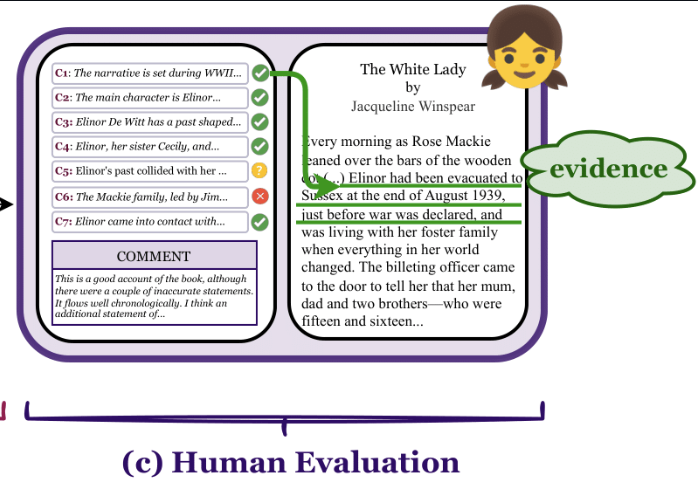 C1: The narrative is set during WWII...
C2: The main character is Elinor...
C3: Elinor De Witt has a past shaped...
C4: Elinor, her sister Cecily, and...
C5: Elinor's past collided with her ...
C6: The Mackie family, led by Jim...
C7: Elinor came into contact with...
COMMENT
This is a good account of the book, although
there were a couple of inaccurate statements.
It flows well chronologically. I think an
additional statement of...
The White Lady
by
Jacqueline Winspear
Every morning as Rose Mackie
leaned over the bars of the wooden
(...) Elinor had been evacuated to
Sussex at the end of August 1939,
just before war was declared, and
was living with her foster family
when everything in her world
changed. The billeting officer came
to the door to tell her that her mum,
dad and two brothers—who were
fifteen and sixteen...
evidence
(c) Human Evaluation